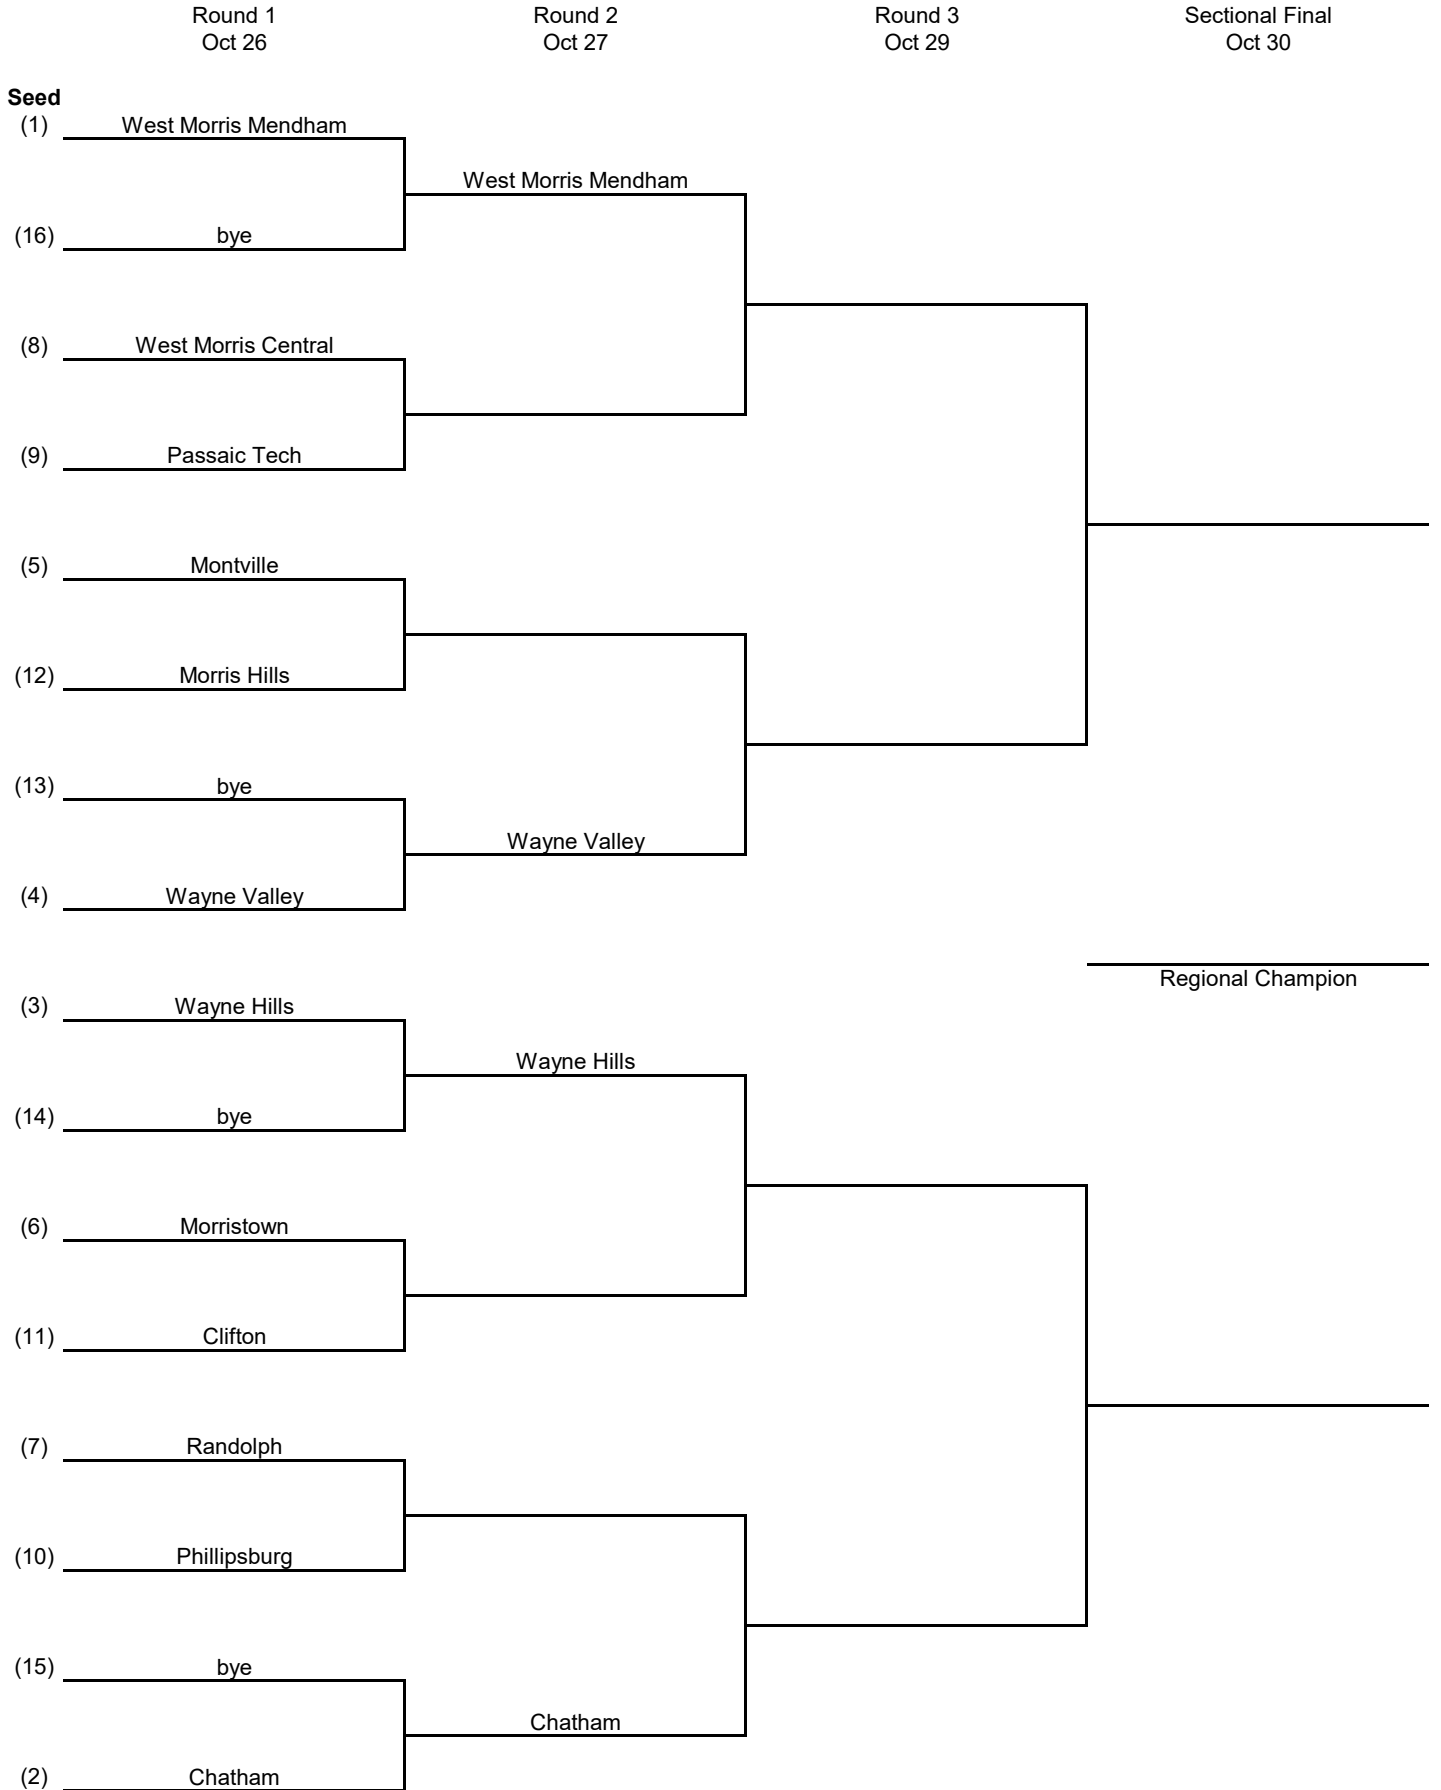 Round 1 Round 2 Round 3 Sectional Final
Oct 26 Oct 27 Oct 29 Oct 30
Seed
(1) West Morris Mendham
West Morris Mendham
(16) bye
(8) West Morris Central
(9) Passaic Tech
(5) Montville
(12) Morris Hills
(13) bye
Wayne Valley
(4) Wayne Valley
Regional Champion
(3) Wayne Hills
Wayne Hills
(14) bye
(6) Morristown
(11) Clifton
(7) Randolph
(10) Phillipsburg
(15) bye
Chatham
(2) Chatham